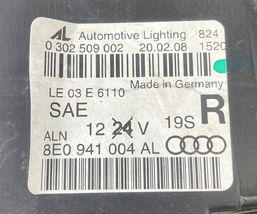 AL Automotive Lighting 824
0 302 509 002 20.02.08 1520
Made in Germany
LE 03 E 6110
SAE R
ALN 12 24 V 19S
8E0 941 004 AL